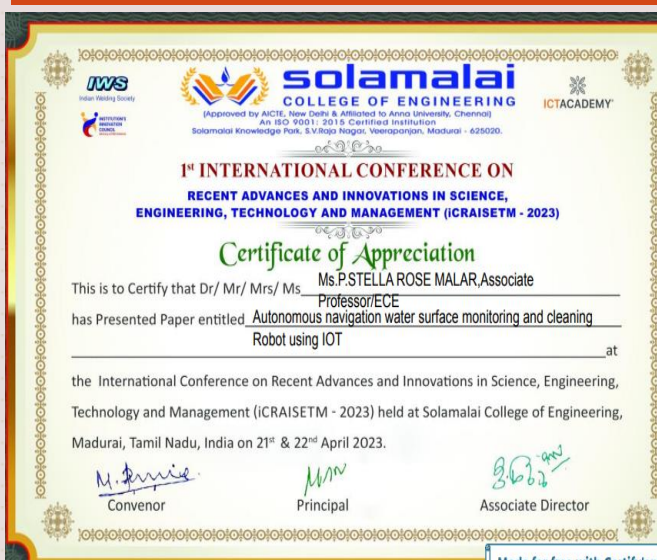 IWS
Indian Welding Society
INSTITUTION'S
INNOVATION
COUNCIL
solamalai
COLLEGE OF ENGINEERING
(Approved by AICTE, New Delhi & Affiliated to Anna University, Chennai)
An ISO 9001: 2015 Certified Institution
Solamalai Knowledge Park, S.V.Raja Nagar, Veerapanjan, Madurai - 625020.
ICTACADEMY
1st INTERNATIONAL CONFERENCE ON
RECENT ADVANCES AND INNOVATIONS IN SCIENCE,
ENGINEERING, TECHNOLOGY AND MANAGEMENT (iCRAISETM - 2023)
Certificate of Appreciation
This is to Certify that Dr/ Mr/ Mrs/ Ms Ms.P.STELLA ROSE MALAR,Associate
Professor/ECE
has Presented Paper entitled Autonomous navigation water surface monitoring and cleaning
Robot using IOT
at
the International Conference on Recent Advances and Innovations in Science, Engineering,
Technology and Management (iCRAISETM - 2023) held at Solamalai College of Engineering,
Madurai, Tamil Nadu, India on 21st & 22nd April 2023.
Convenor
Principal
Associate Director